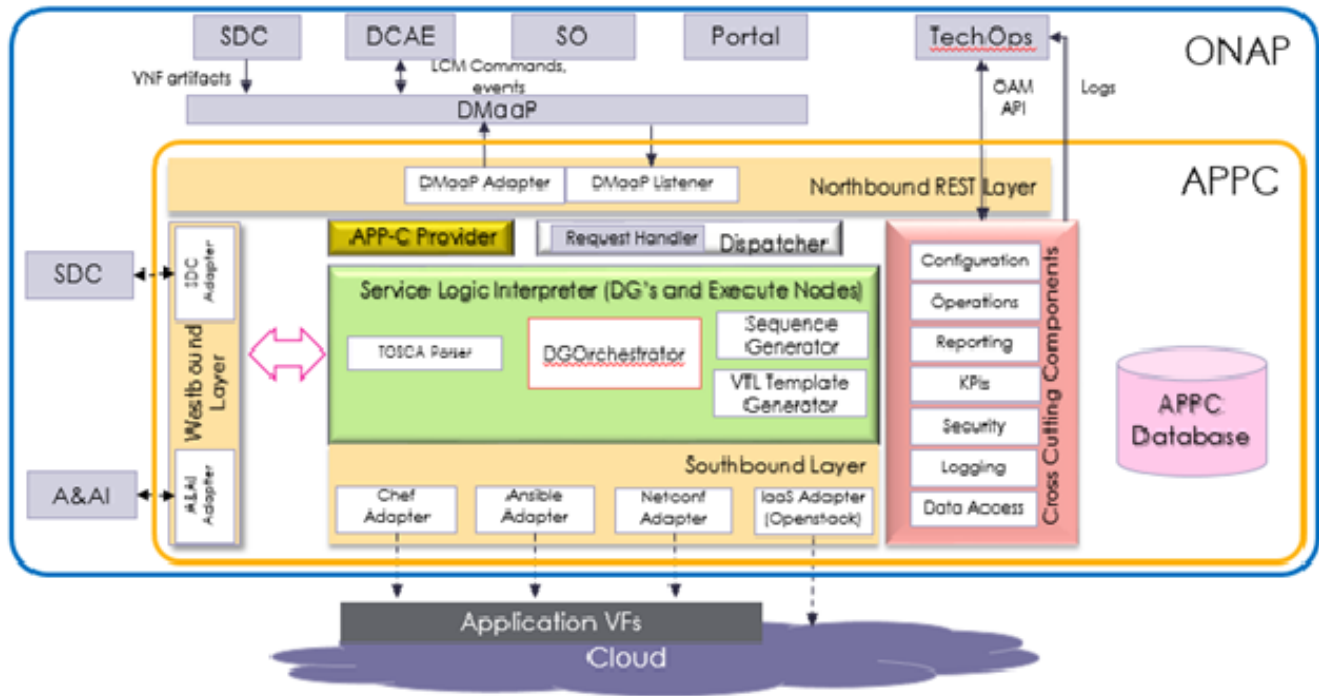 SDC
DCAE
SO
Portal
TechOps
ONAP
VNF artifacts
LCM Commands,
events
OAM
API
Logs
DMaaP
APPC
DMaaP Adapter
DMaaP Listener
Northbound REST Layer
APP-C Provider
Request Handler
Dispatcher
SDC
SDC
Adapter
Westbound
Layer
A&AI
A&AI
Adapter
Service Logic Interpreter (DG's and Execute Nodes)
TOSCA Parser
DGOrchestrator
Sequence
Generator
VTL Template
Generator
Southbound Layer
Chef
Adapter
Ansible
Adapter
Netconf
Adapter
IaaS Adapter
(Openstack)
Configuration
Operations
Reporting
KPIs
Security
Logging
Data Access
Cross Cutting Components
APPC
Database
Application VFs
Cloud